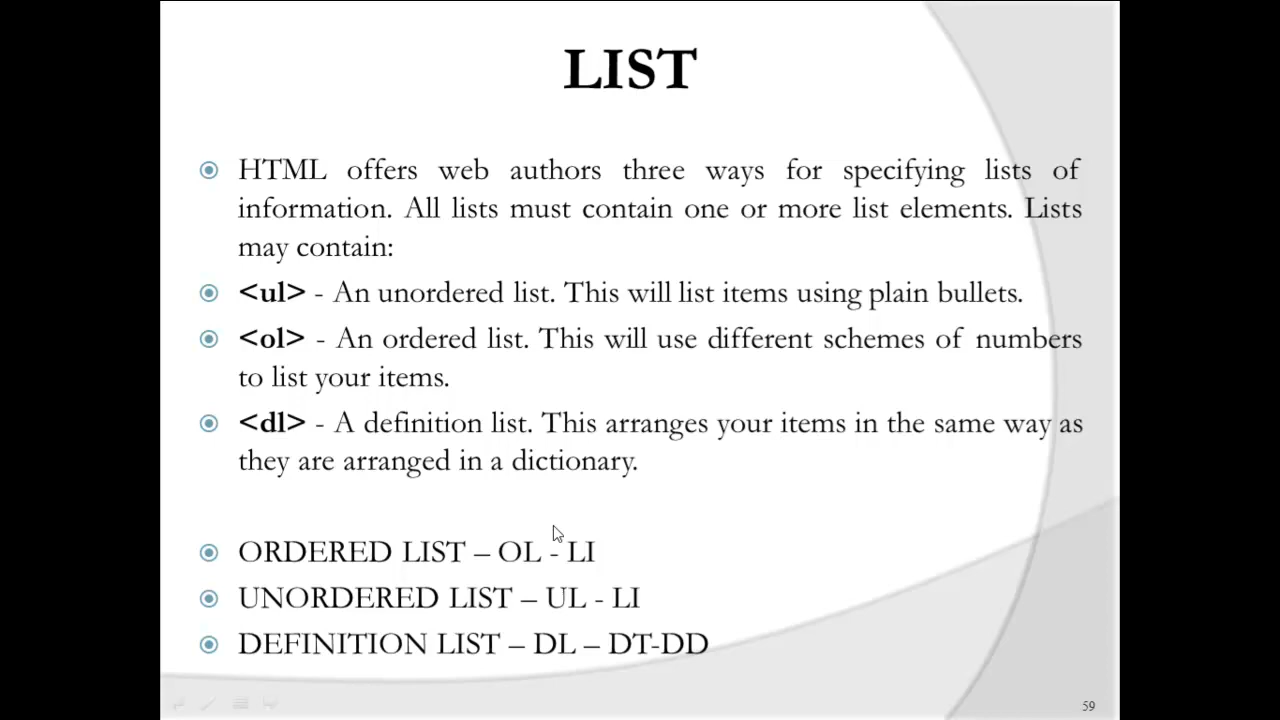 LIST
HTML offers web authors three ways for specifying lists of
information. All lists must contain one or more list elements. Lists
may contain:
<ul> - An unordered list. This will list items using plain bullets.
<ol> - An ordered list. This will use different schemes of numbers
to list your items.
<dl> - A definition list. This arranges your items in the same way as
they are arranged in a dictionary.
ORDERED LIST – OL - LI
UNORDERED LIST – UL - LI
DEFINITION LIST – DL – DT-DD
59